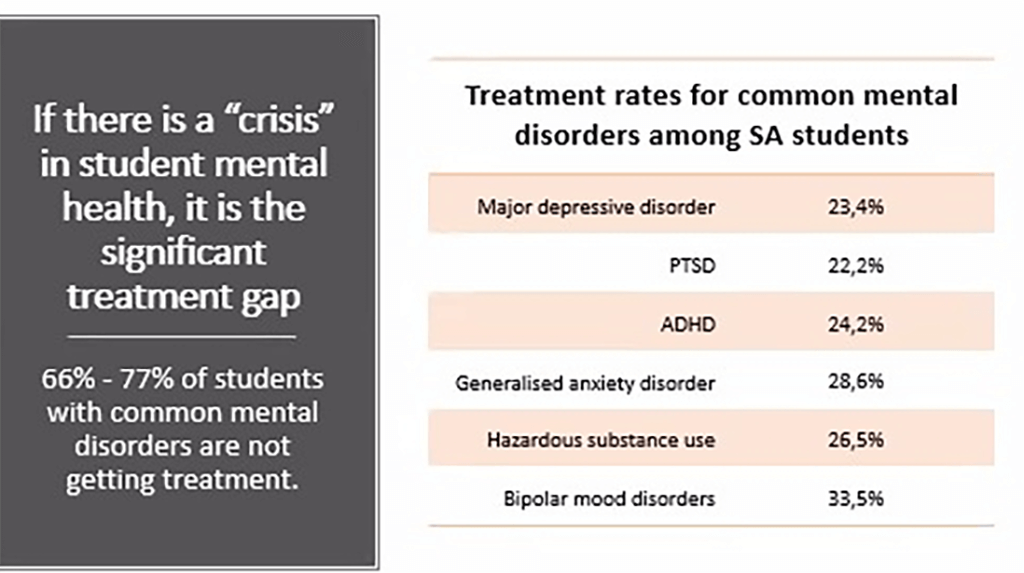 If there is a “crisis”
in student mental
health, it is the
significant
treatment gap
66% - 77% of students
with common mental
disorders are not
getting treatment.
Treatment rates for common mental
disorders among SA students
Major depressive disorder 23,4%
PTSD 22,2%
ADHD 24,2%
Generalised anxiety disorder 28,6%
Hazardous substance use 26,5%
Bipolar mood disorders 33,5%